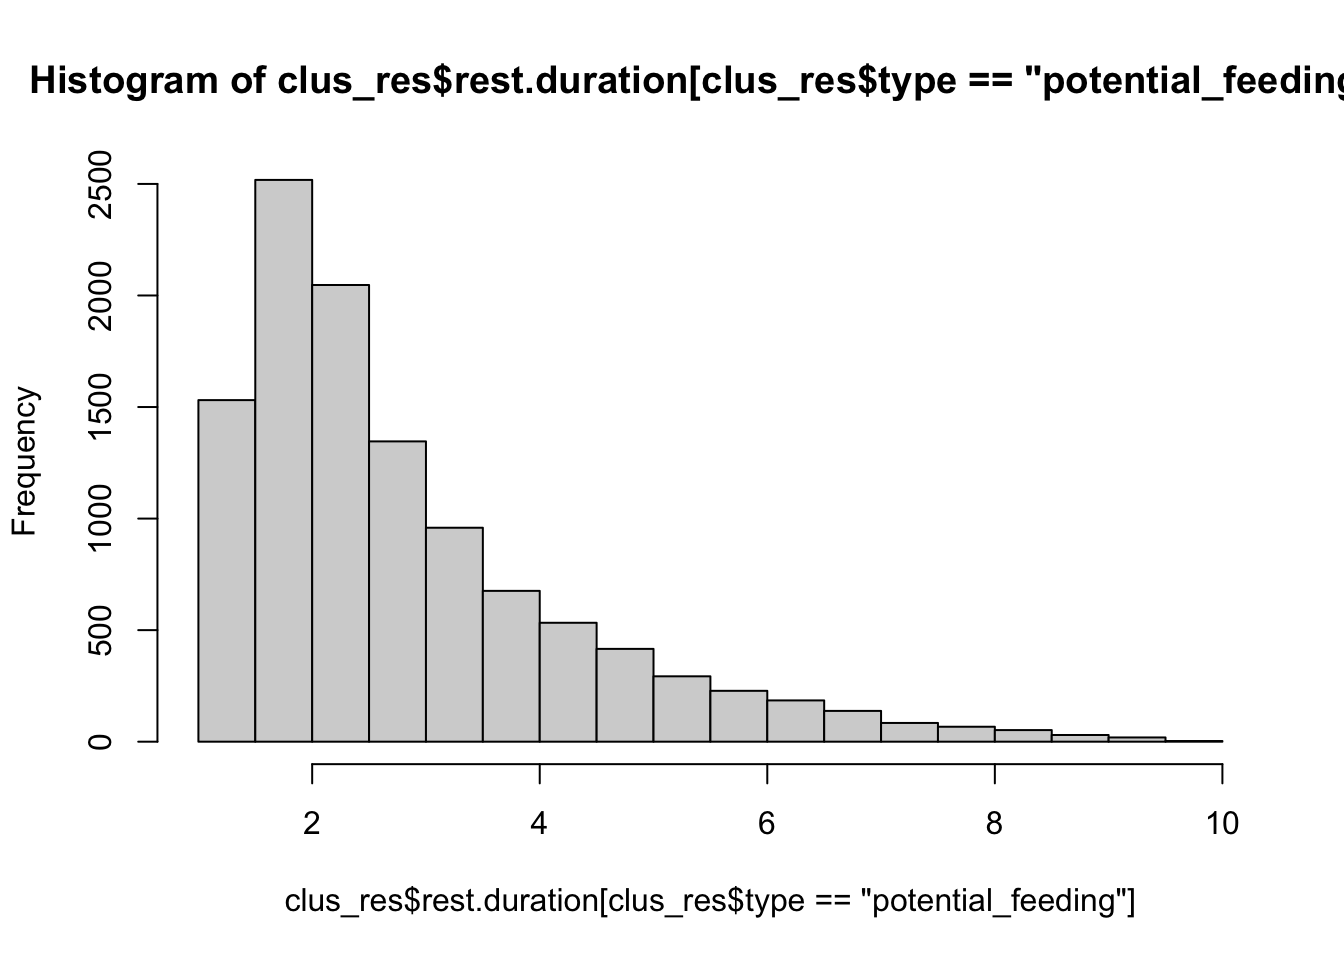 Histogram of clus_res$rest.duration[clus_res$type == "potential_feeding
Frequency
2500
2000
1500
1000
500
0
2 4 6 8 10
clus_res$rest.duration[clus_res$type == "potential_feeding"]